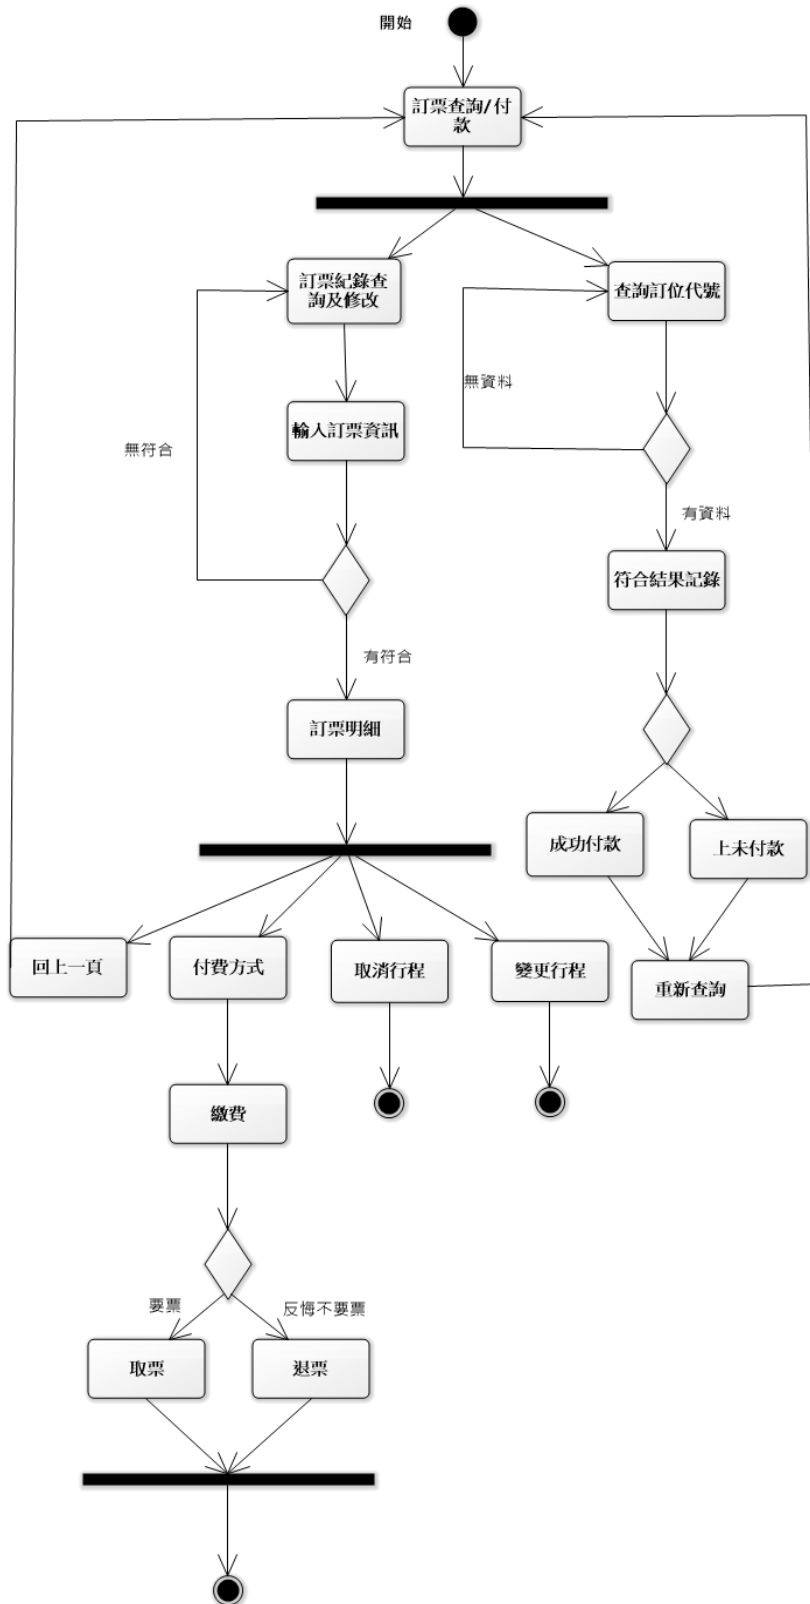 開始
訂票查詢/付
款
訂票紀錄查
詢及修改
查詢訂位代號
無資料
輸入訂票資訊
無符合
有資料
符合結果記錄
有符合
訂票明細
成功付款
上未付款
回上一頁
付費方式
取消行程
變更行程
重新查詢
繳費
要票
反悔不要票
取票
退票